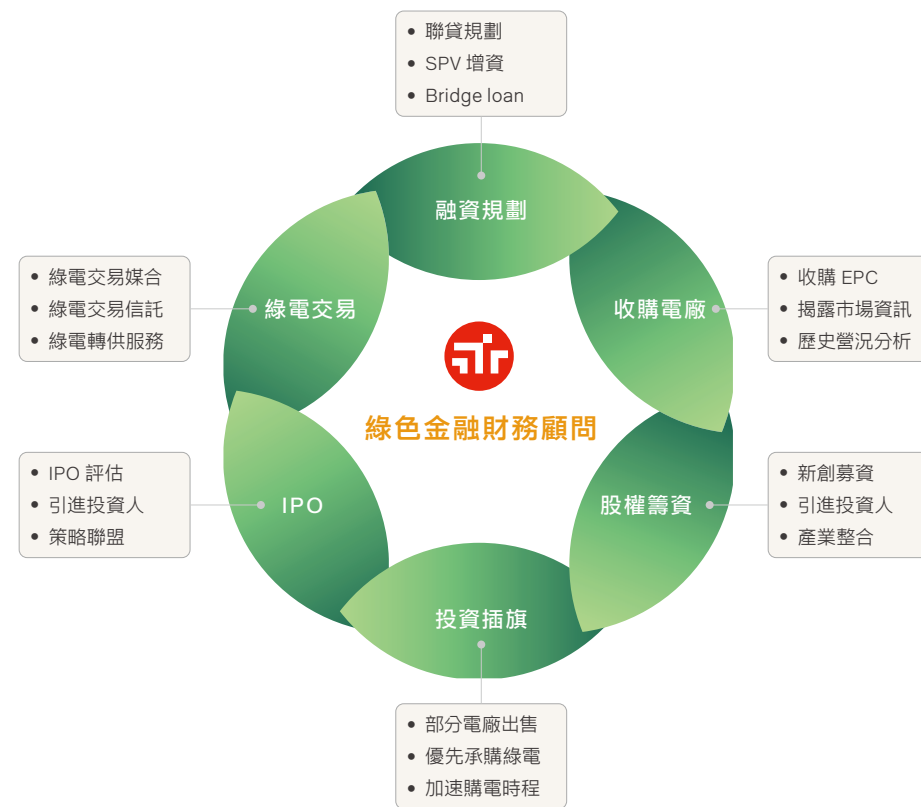 • 聯貸規劃
• SPV 增資
• Bridge loan
融資規劃
• 綠電交易媒合
• 綠電交易信託
• 綠電轉供服務
綠電交易
收購電廠
• 收購 EPC
• 揭露市場資訊
• 歷史營況分析
綠色金融財務顧問
• IPO 評估
• 引進投資人
• 策略聯盟
IPO
股權籌資
• 新創募資
• 引進投資人
• 產業整合
投資插旗
• 部分電廠出售
• 優先承購綠電
• 加速購電時程